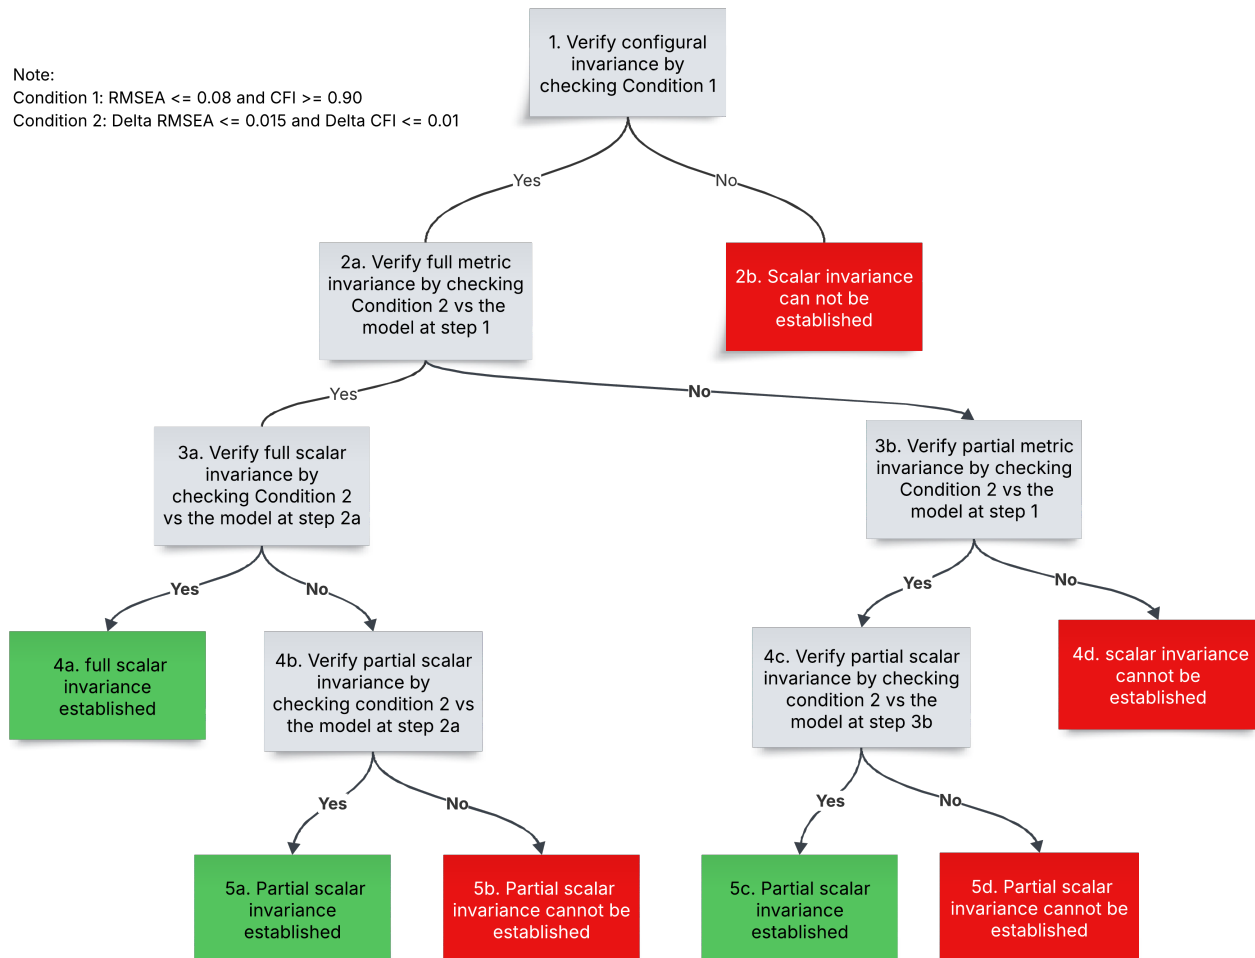 1. Verify configural
invariance by
checking Condition 1
Note:
Condition 1: RMSEA <= 0.08 and CFI >= 0.90
Condition 2: Delta RMSEA <= 0.015 and Delta CFI <= 0.01
Yes
No
2a. Verify full metric
invariance by checking
Condition 2 vs the
model at step 1
2b. Scalar invariance
can not be
established
Yes
No
3a. Verify full scalar
invariance by
checking Condition 2
vs the model at step 2a
3b. Verify partial metric
invariance by checking
Condition 2 vs the
model at step 1
Yes
No
Yes
No
4a. full scalar
invariance
established
4b. Verify partial scalar
invariance by
checking condition 2 vs
the model at step 2a
4c. Verify partial scalar
invariance by checking
condition 2 vs the
model at step 3b
4d. scalar invariance
cannot be
established
Yes
No
Yes
No
5a. Partial scalar
invariance
established
5b. Partial scalar
invariance cannot be
established
5c. Partial scalar
invariance
established
5d. Partial scalar
invariance cannot be
established